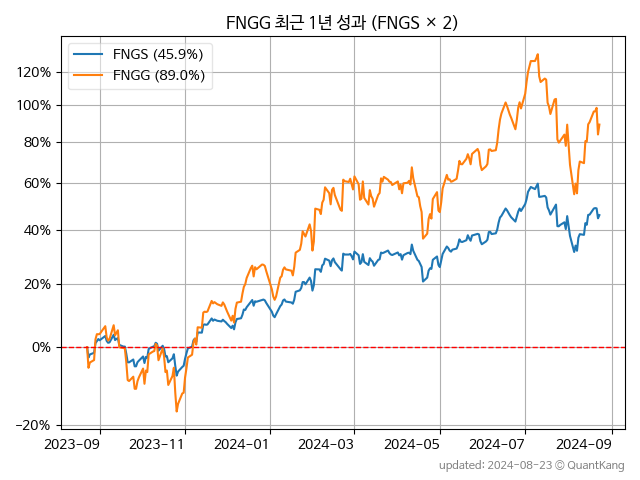 FNGG 최근 1년 성과 (FNGS × 2)
FNGS (45.9%)
FNGG (89.0%)
120%
100%
80%
60%
40%
20%
0%
−20%
2023-09 2023-11 2024-01 2024-03 2024-05 2024-07 2024-09
updated: 2024-08-23 © QuantKang